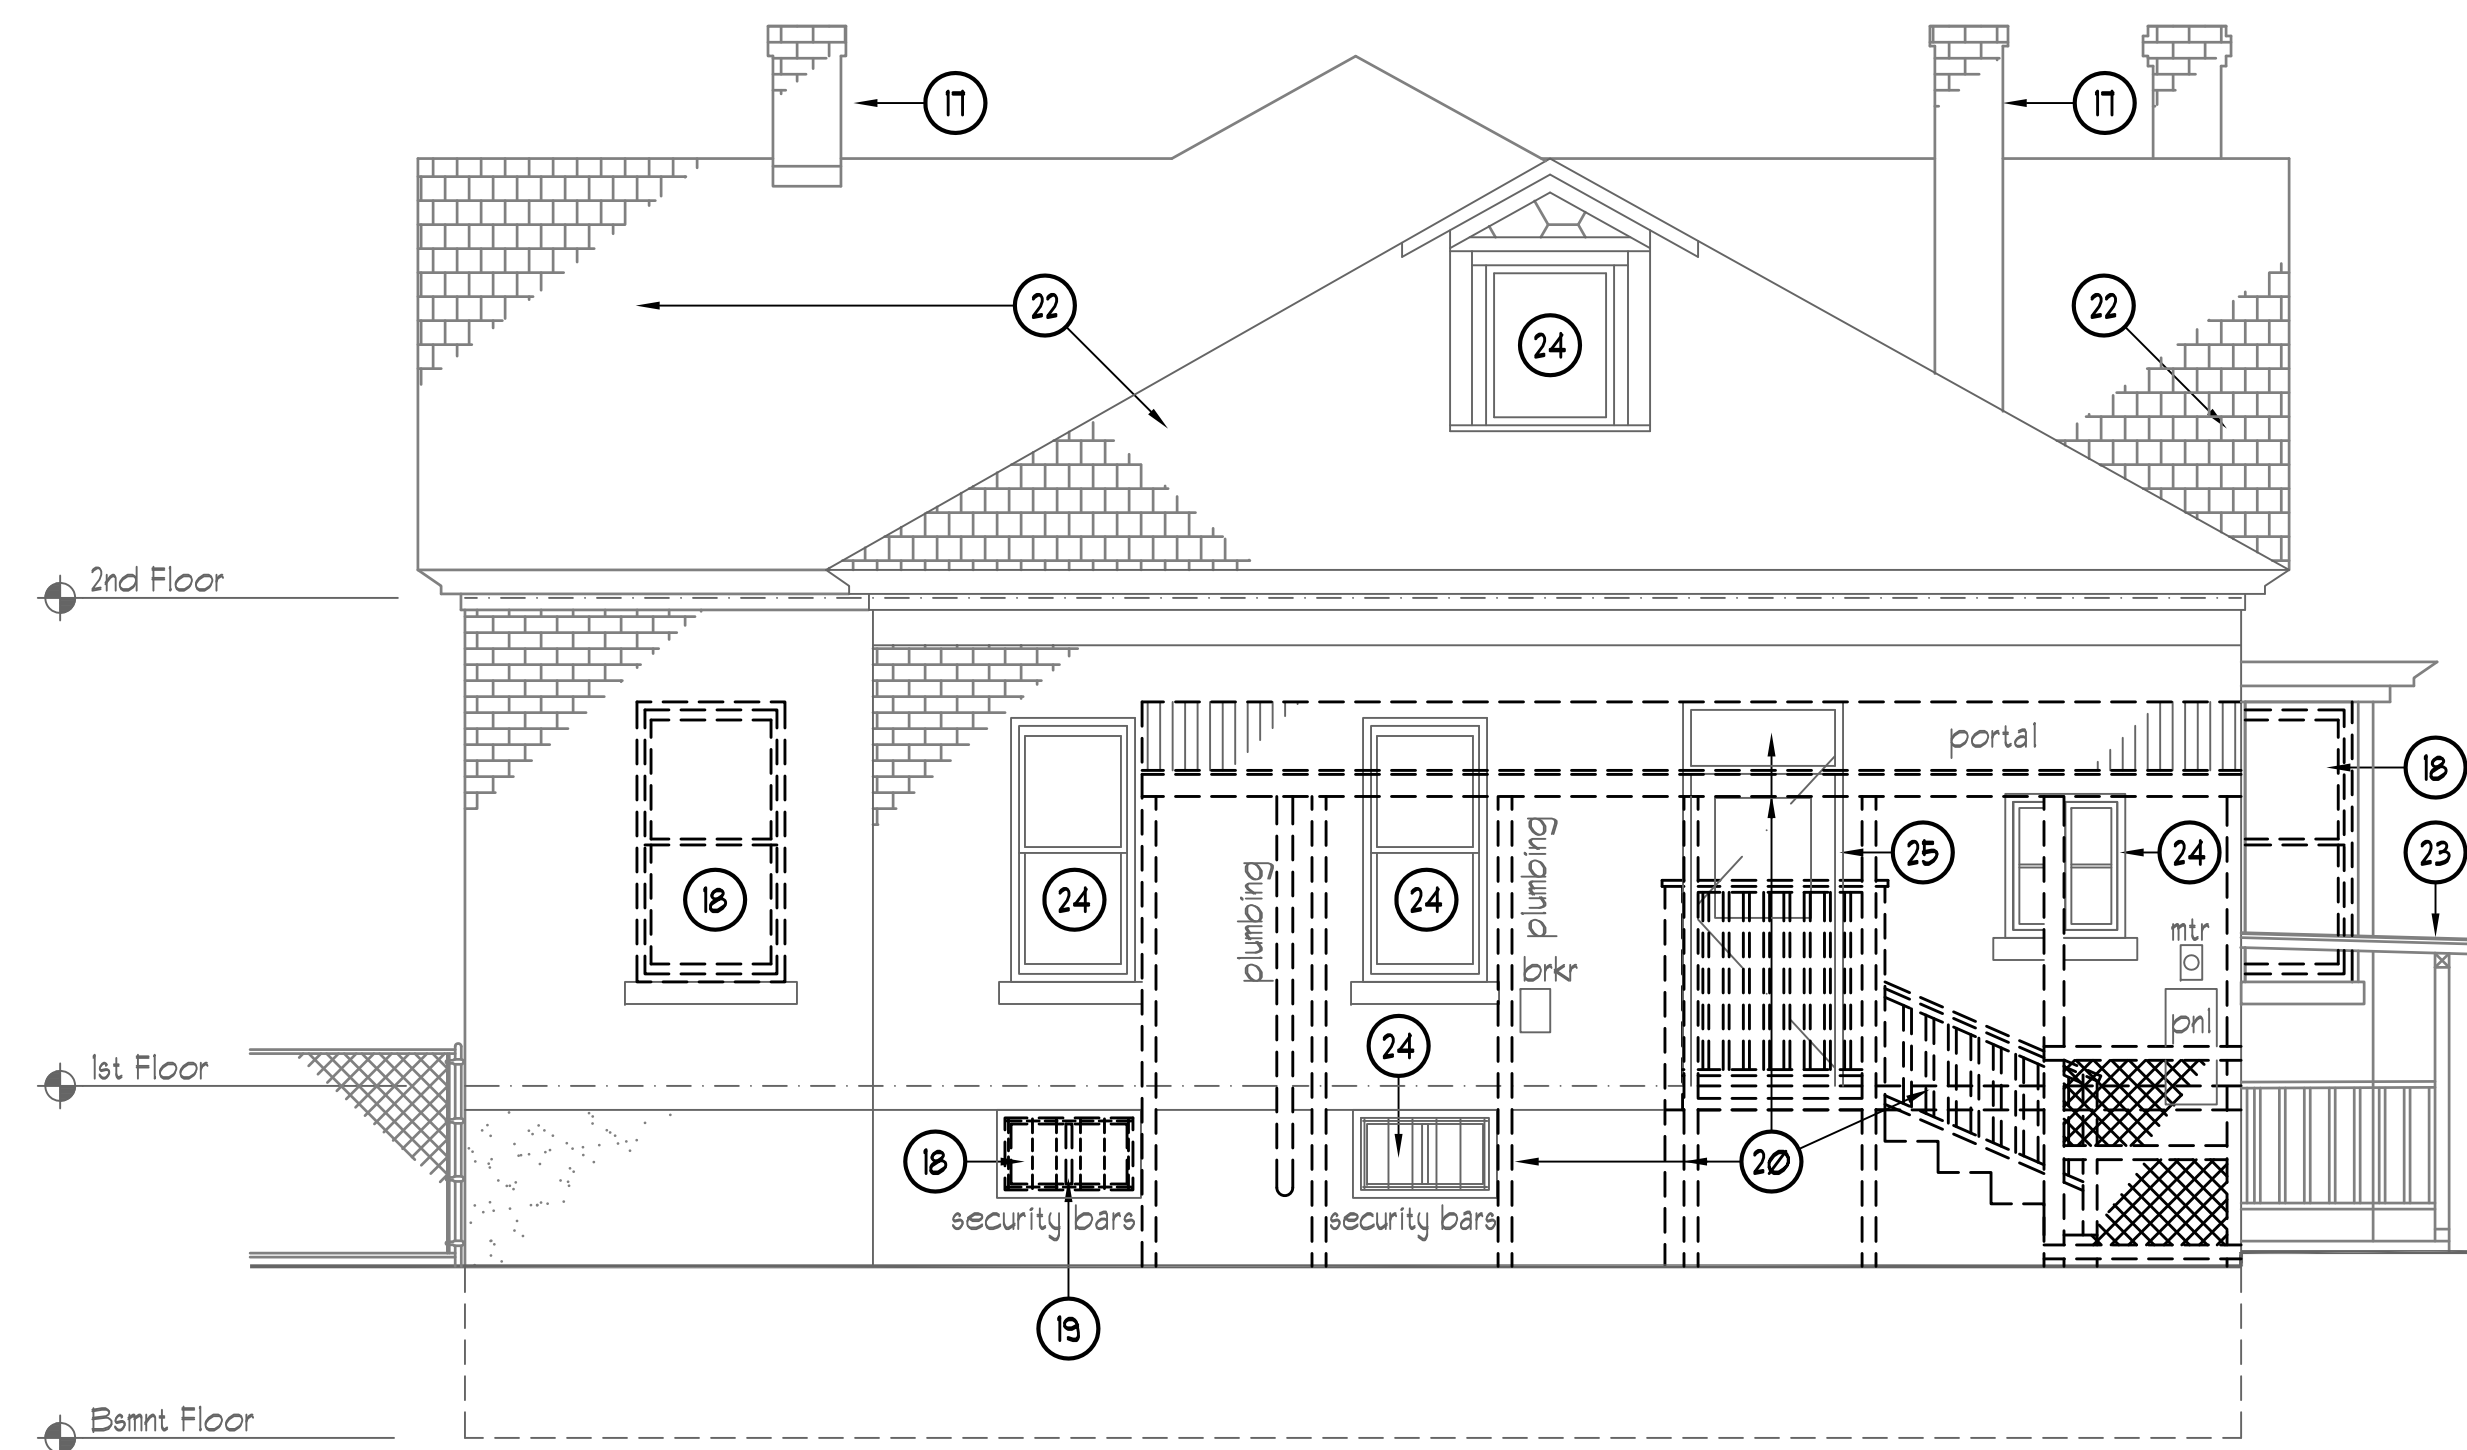 17
17
22
22
24
2nd Floor
portal
18
plumbing
plumbing
25
24
23
18
24
24
brkr
mtr
bnl
24
1st Floor
18
20
security bars
security bars
19
Bsmnt Floor